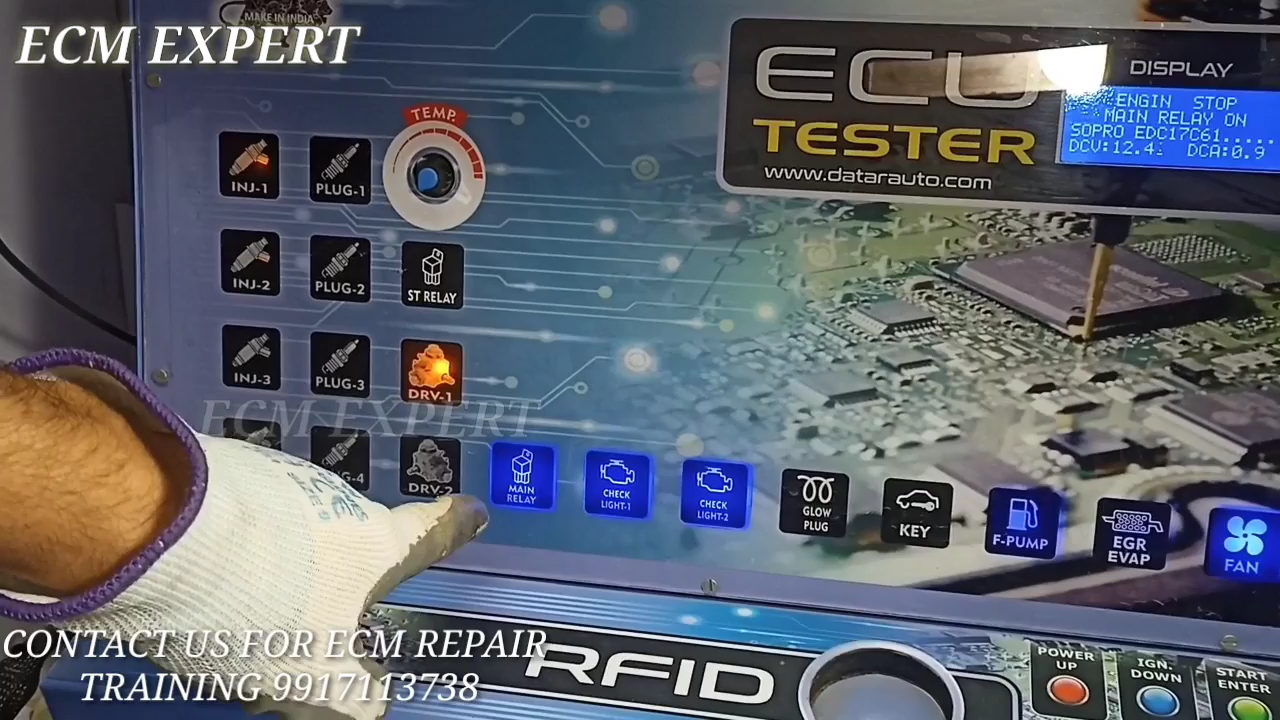 MAKE IN INDIA
ECM EXPERT
ECU
TESTER
www.datarauto.com
DISPLAY
ENGIN STOP
MAIN RELAY ON
SOPRO EDC17C61.....
DCV:12.4 DCA:0.9
TEMP.
INJ-1
PLUG-1
INJ-2
PLUG-2
ST RELAY
INJ-3
PLUG-3
DRV-1
ECM EXPERT
DRV-2
MAIN
RELAY
CHECK
LIGHT-1
CHECK
LIGHT-2
GLOW
PLUG
KEY
F-PUMP
EGR
EVAP
FAN
CONTACT US FOR ECM REPAIR
TRAINING 9917113738
RFID
POWER
UP
IGN.
DOWN
START
ENTER